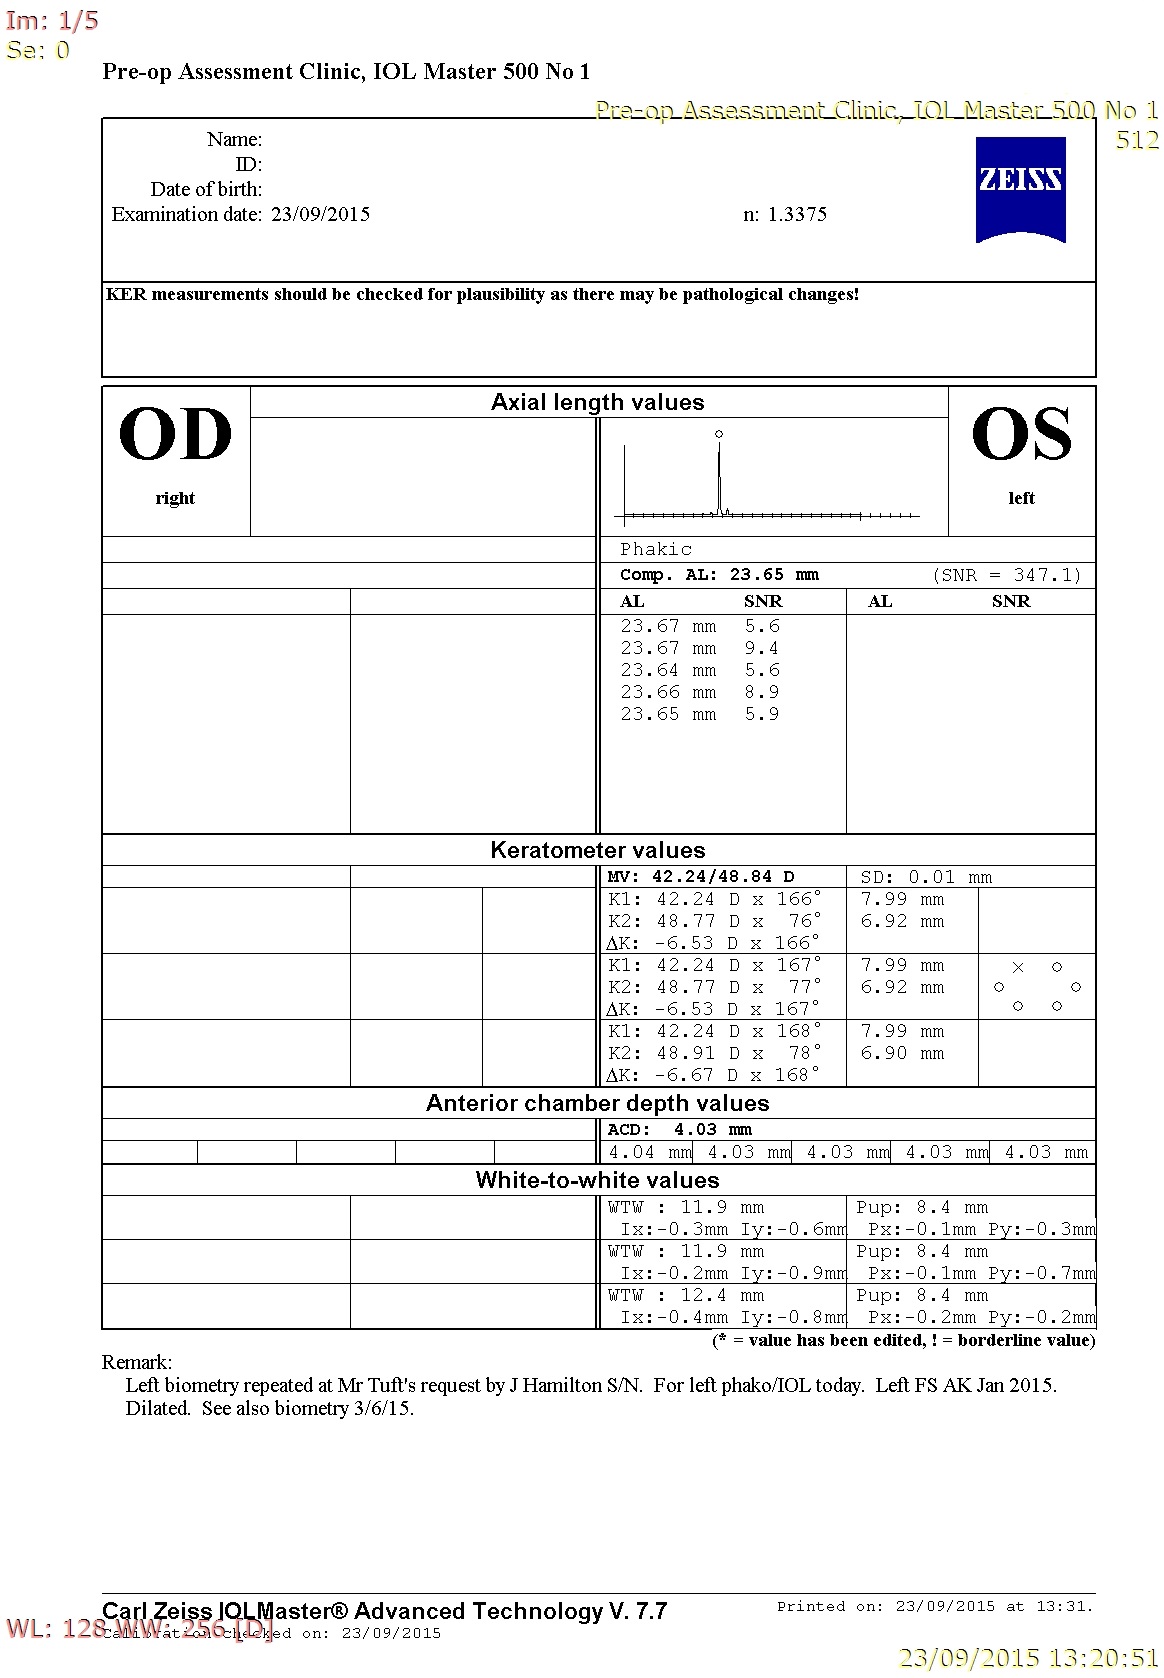 Im: 1/5
Se: 0
Pre-op Assessment Clinic, IOL Master 500 No 1
Pre-op Assessment Clinic, IOL Master 500 No 1
512
Name:
ID:
Date of birth:
Examination date: 23/09/2015 n: 1.3375
ZEISS
KER measurements should be checked for plausibility as there may be pathological changes!
OD
right
Axial length values
OS
left
Phakic
Comp. AL: 23.65 mm (SNR = 347.1)
AL SNR AL SNR
23.67 mm 5.6
23.67 mm 9.4
23.64 mm 5.6
23.66 mm 8.9
23.65 mm 5.9
Keratometer values
MV: 42.24/48.84 D SD: 0.01 mm
K1: 42.24 D x 166° 7.99 mm
K2: 48.77 D x 76° 6.92 mm
ΔK: -6.53 D x 166°
K1: 42.24 D x 167° 7.99 mm
K2: 48.77 D x 77° 6.92 mm
ΔK: -6.53 D x 167°
K1: 42.24 D x 168° 7.99 mm
K2: 48.91 D x 78° 6.90 mm
ΔK: -6.67 D x 168°
Anterior chamber depth values
ACD: 4.03 mm
4.04 mm 4.03 mm 4.03 mm 4.03 mm 4.03 mm
White-to-white values
WTW : 11.9 mm Pup: 8.4 mm
Ix:-0.3mm Iy:-0.6mm Px:-0.1mm Py:-0.3mm
WTW : 11.9 mm Pup: 8.4 mm
Ix:-0.2mm Iy:-0.9mm Px:-0.1mm Py:-0.7mm
WTW : 12.4 mm Pup: 8.4 mm
Ix:-0.4mm Iy:-0.8mm Px:-0.2mm Py:-0.2mm
(* = value has been edited, ! = borderline value)
Remark:
Left biometry repeated at Mr Tuft's request by J Hamilton S/N. For left phako/IOL today. Left FS AK Jan 2015.
Dilated. See also biometry 3/6/15.
Carl Zeiss IOLMaster® Advanced Technology V. 7.7 Printed on: 23/09/2015 at 13:31.
WL: 128 WW: 256 [D]
Calibration checked on: 23/09/2015
23/09/2015 13:20:51